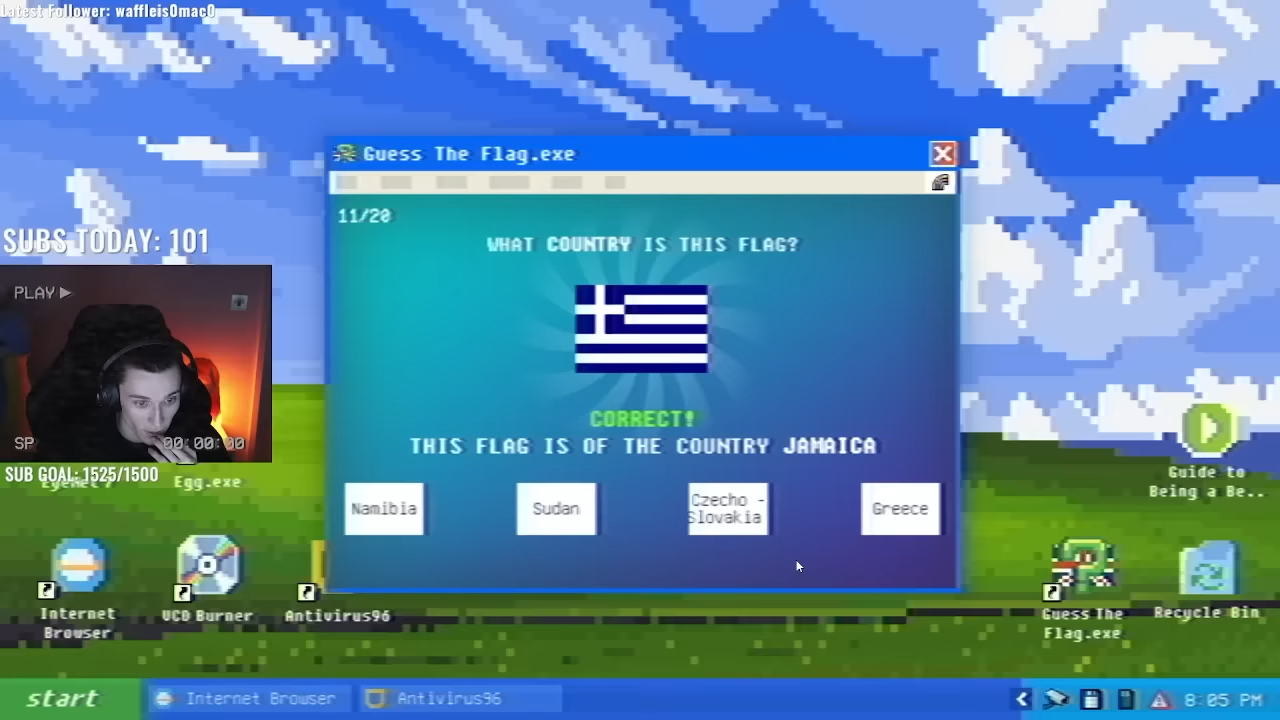 Latest Follower: waffleis0mac0
Guess The Flag.exe
11/20
WHAT COUNTRY IS THIS FLAG?
SUBS TODAY: 101
PLAY ▶
CORRECT!
THIS FLAG IS OF THE COUNTRY JAMAICA
SP
00:00:00
SUB GOAL: 1525/1500
Egg.exe
Namibia
Sudan
Czecho -
Slovakia
Greece
Guide to
Being a Be..
Internet
Browser
VCD Burner
Antivirus96
Guess The
Flag.exe
Recycle Bin
start
Internet Browser
Antivirus96
8:05 PM